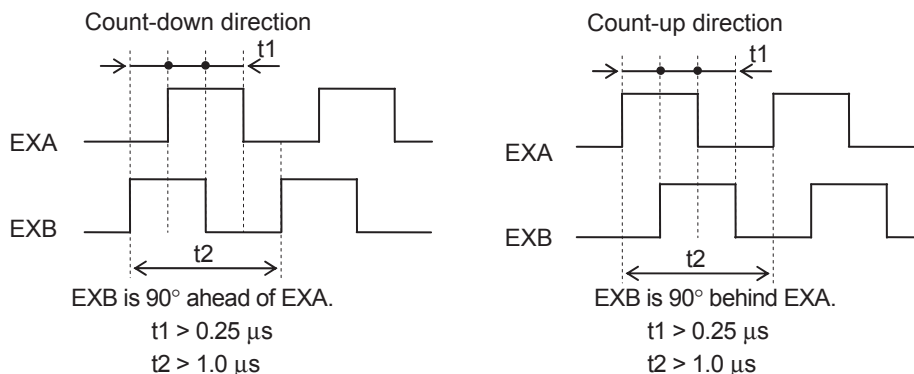 Count-down direction
t1
EXA
EXB
t2
EXB is 90° ahead of EXA.
t1 > 0.25 μs
t2 > 1.0 μs
Count-up direction
t1
EXA
EXB
t2
EXB is 90° behind EXA.
t1 > 0.25 μs
t2 > 1.0 μs